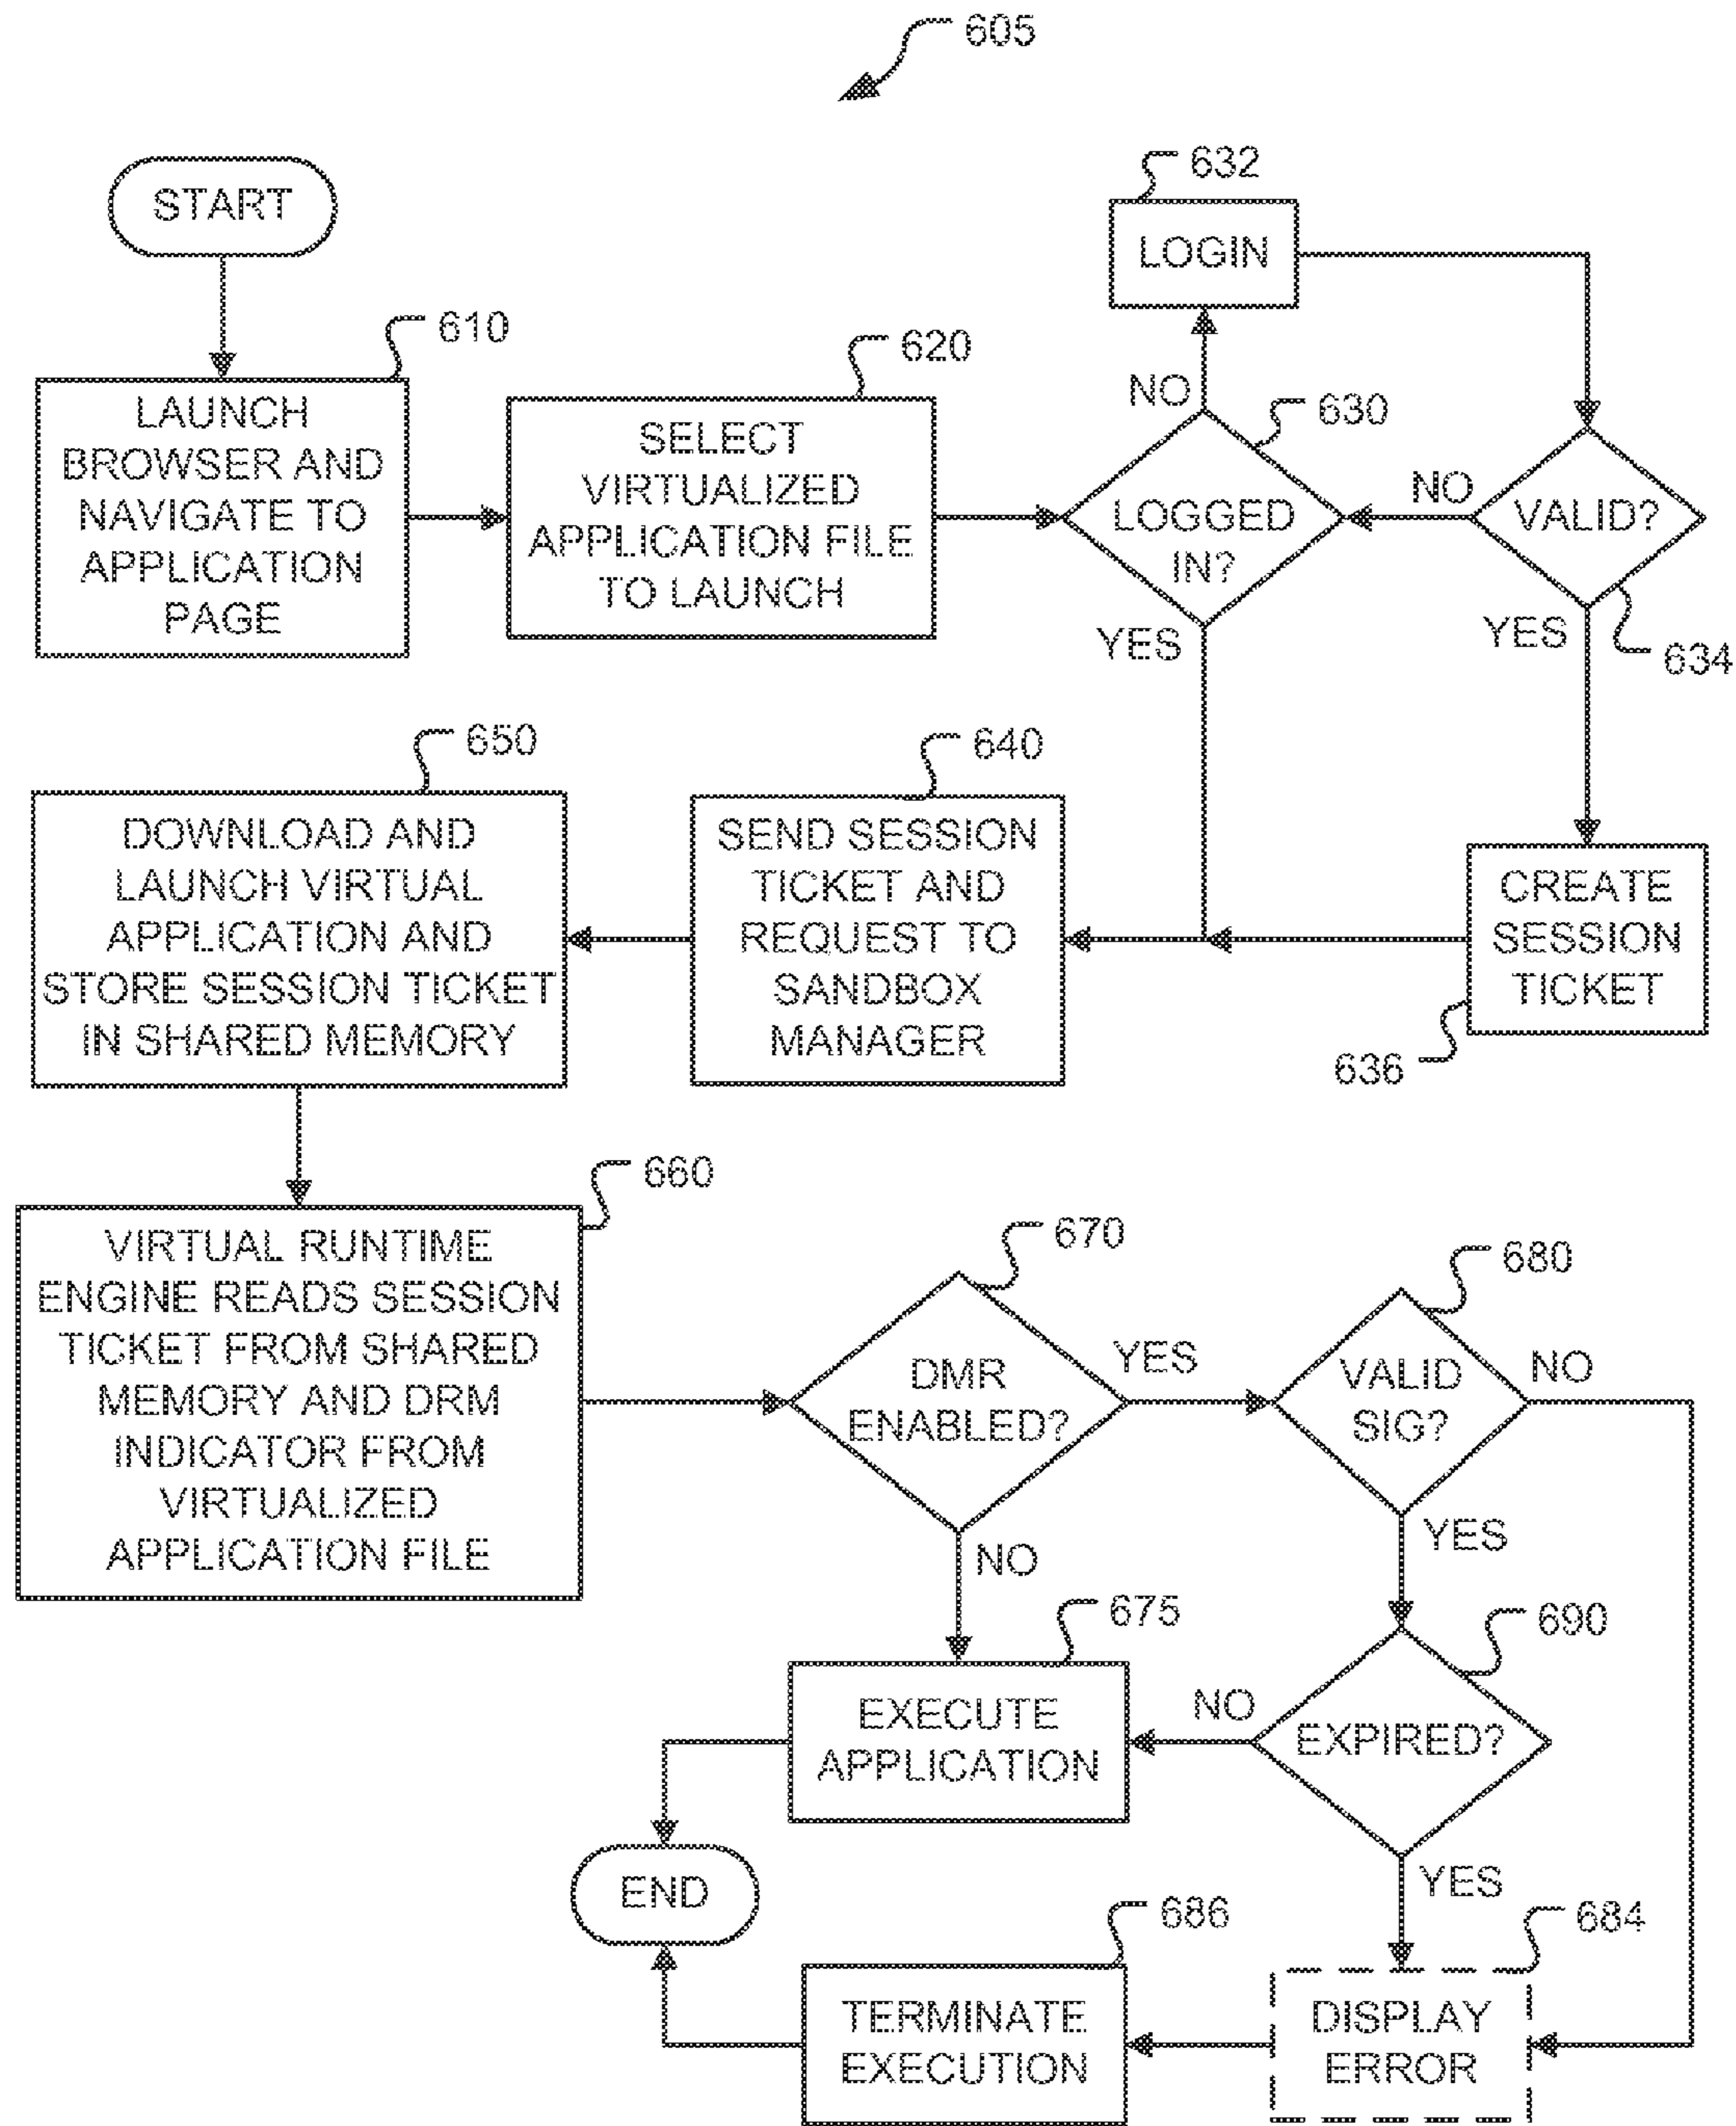 605
START
632
LOGIN
610
LAUNCH
BROWSER AND
NAVIGATE TO
APPLICATION
PAGE
620
SELECT
VIRTUALIZED
APPLICATION FILE
TO LAUNCH
NO
630
LOGGED
IN?
YES
NO
VALID?
YES
634
650
DOWNLOAD AND
LAUNCH VIRTUAL
APPLICATION AND
STORE SESSION TICKET
IN SHARED MEMORY
640
SEND SESSION
TICKET AND
REQUEST TO
SANDBOX
MANAGER
CREATE
SESSION
TICKET
636
660
VIRTUAL RUNTIME
ENGINE READS SESSION
TICKET FROM SHARED
MEMORY AND DRM
INDICATOR FROM
VIRTUALIZED
APPLICATION FILE
670
DMR
ENABLED?
YES
NO
680
VALID
SIG?
NO
YES
675
EXECUTE
APPLICATION
NO
690
EXPIRED?
YES
END
686
TERMINATE
EXECUTION
684
DISPLAY
ERROR